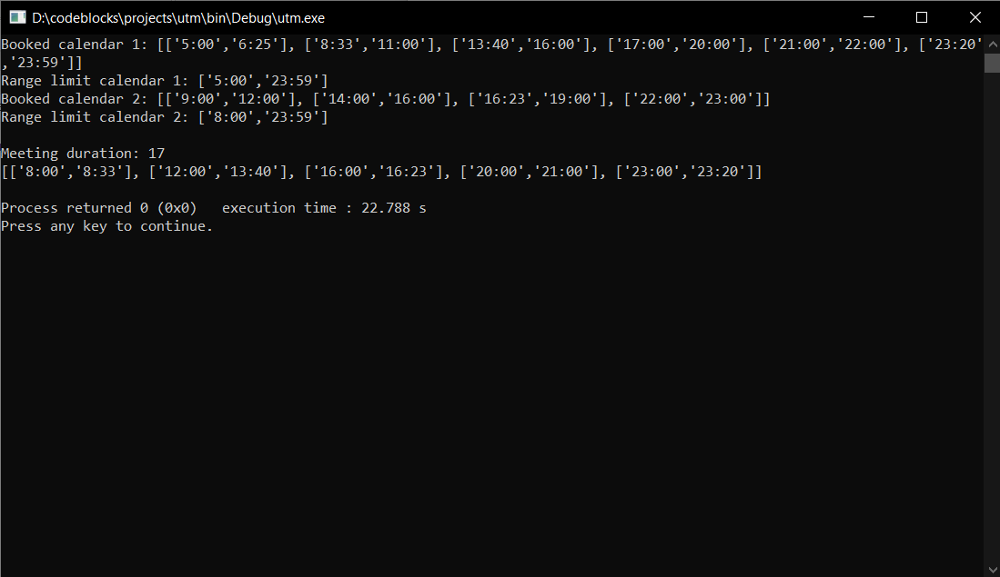 D:\codeblocks\projects\utm\bin\Debug\utm.exe
Booked calendar 1: [['5:00','6:25'], ['8:33','11:00'], ['13:40','16:00'], ['17:00','20:00'], ['21:00','22:00'], ['23:20'
,'23:59']]
Range limit calendar 1: ['5:00','23:59']
Booked calendar 2: [['9:00','12:00'], ['14:00','16:00'], ['16:23','19:00'], ['22:00','23:00']]
Range limit calendar 2: ['8:00','23:59']
Meeting duration: 17
[['8:00','8:33'], ['12:00','13:40'], ['16:00','16:23'], ['20:00','21:00'], ['23:00','23:20']]
Process returned 0 (0x0)   execution time : 22.788 s
Press any key to continue.